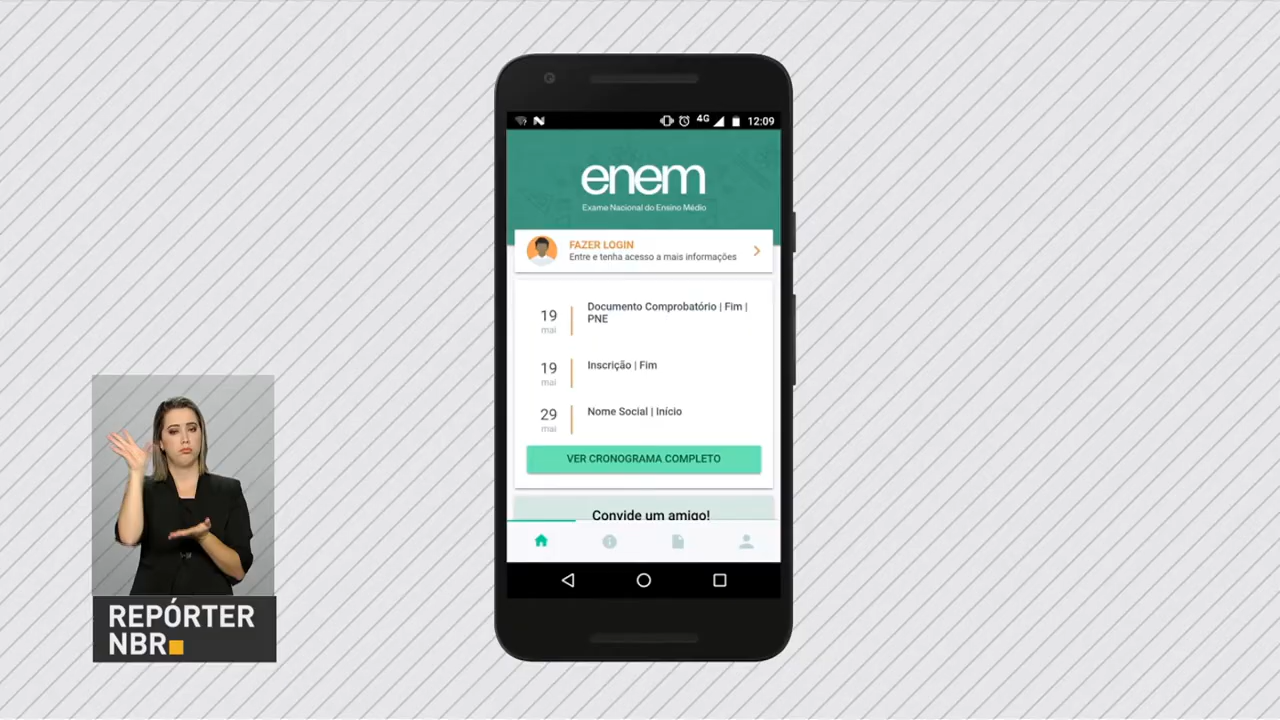 4G 12:09
enem
Exame Nacional do Ensino Médio
FAZER LOGIN
Entre e tenha acesso a mais informações
19
mai
Documento Comprobatório | Fim |
PNE
19
mai
Inscrição | Fim
29
mai
Nome Social | Início
VER CRONOGRAMA COMPLETO
Convide um amigo!
REPÓRTER
NBR